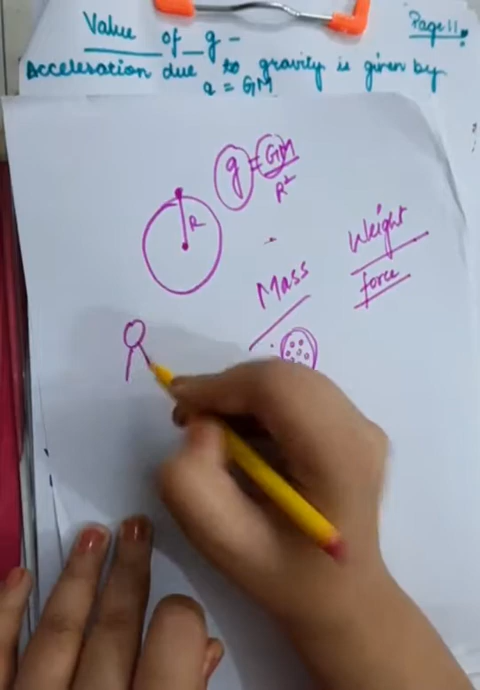 Page 11.
Value of g -
Acceleration due to gravity is given by
a = GM
g = GM/R²
R
Mass
Weight
Force